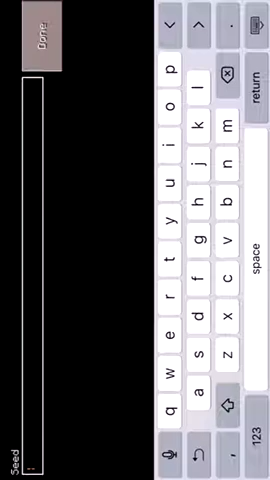 Done
Seed
:
< q w e r t y u i o p
> a s d f g h j k l
z x c v b n m
, .
123 space return